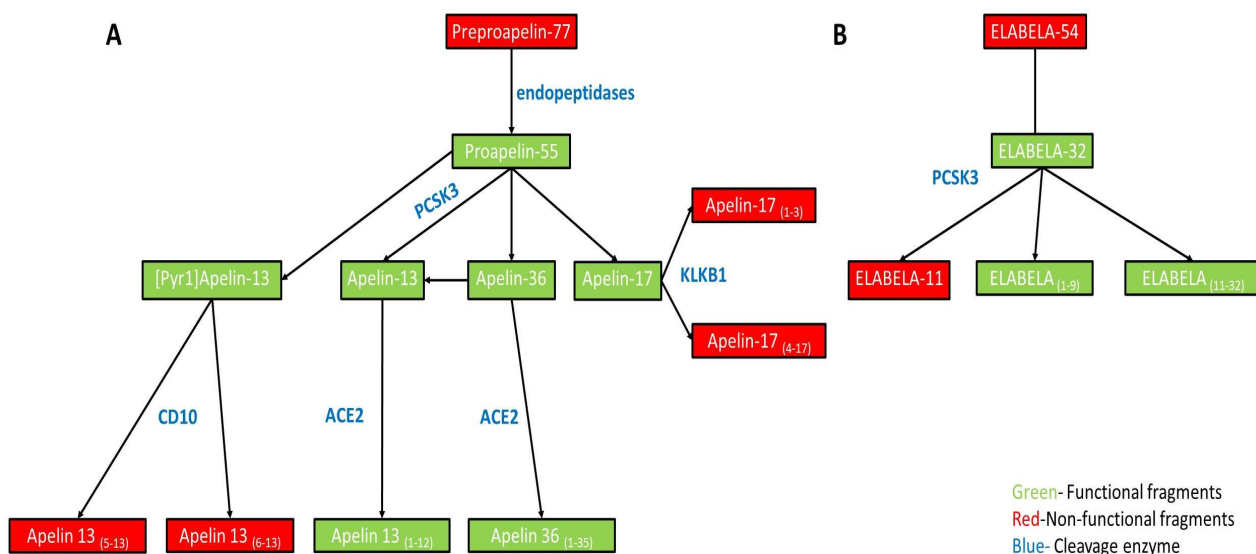 A
Preproapelin-77
B
ELABELA-54
endopeptidases
Proapelin-55
ELABELA-32
PCSK3
PCSK3
Apelin-17 (1-3)
[Pyr1]Apelin-13
Apelin-13
Apelin-36
Apelin-17
KLKB1
ELABELA-11
ELABELA (1-9)
ELABELA (11-32)
Apelin-17 (4-17)
CD10
ACE2
ACE2
Apelin 13 (5-13)
Apelin 13 (6-13)
Apelin 13 (1-12)
Apelin 36 (1-35)
Green- Functional fragments
Red-Non-functional fragments
Blue- Cleavage enzyme